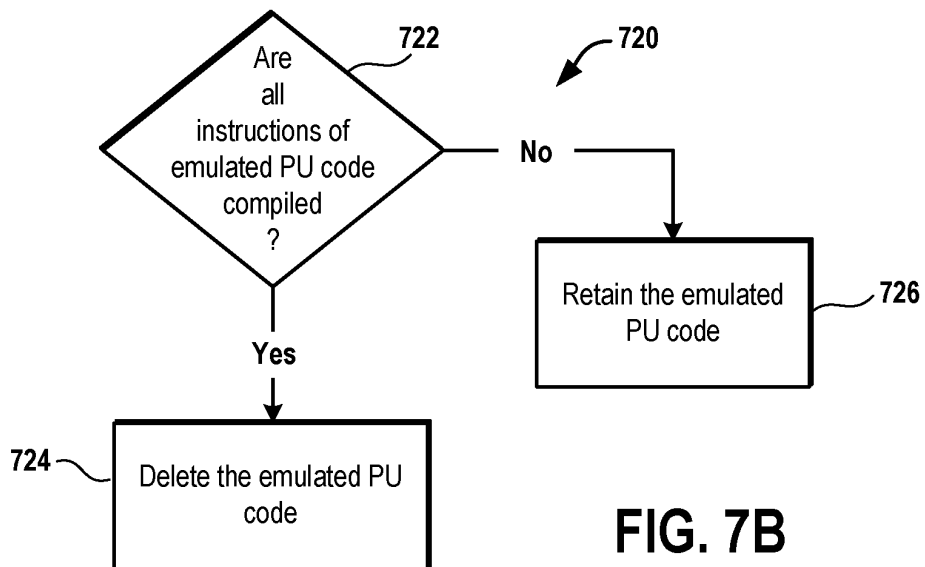 722
720
Are
all
instructions of
emulated PU code
compiled
?
No
Retain the emulated
PU code
726
Yes
724
Delete the emulated PU
code
FIG. 7B